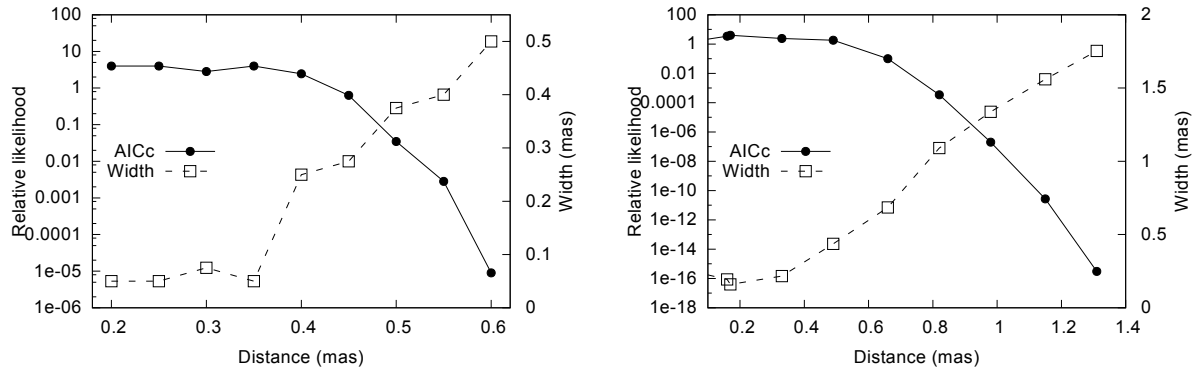 100
10
1
0.1
0.01
0.001
0.0001
1e-05
1e-06
Relative likelihood
AICc
Width
0.5
0.4
0.3
0.2
0.1
0
Width (mas)
0.2 0.3 0.4 0.5 0.6
Distance (mas)
100
1
0.01
0.0001
1e-06
1e-08
1e-10
1e-12
1e-14
1e-16
1e-18
Relative likelihood
AICc
Width
2
1.5
1
0.5
0
Width (mas)
0.2 0.4 0.6 0.8 1 1.2 1.4
Distance (mas)